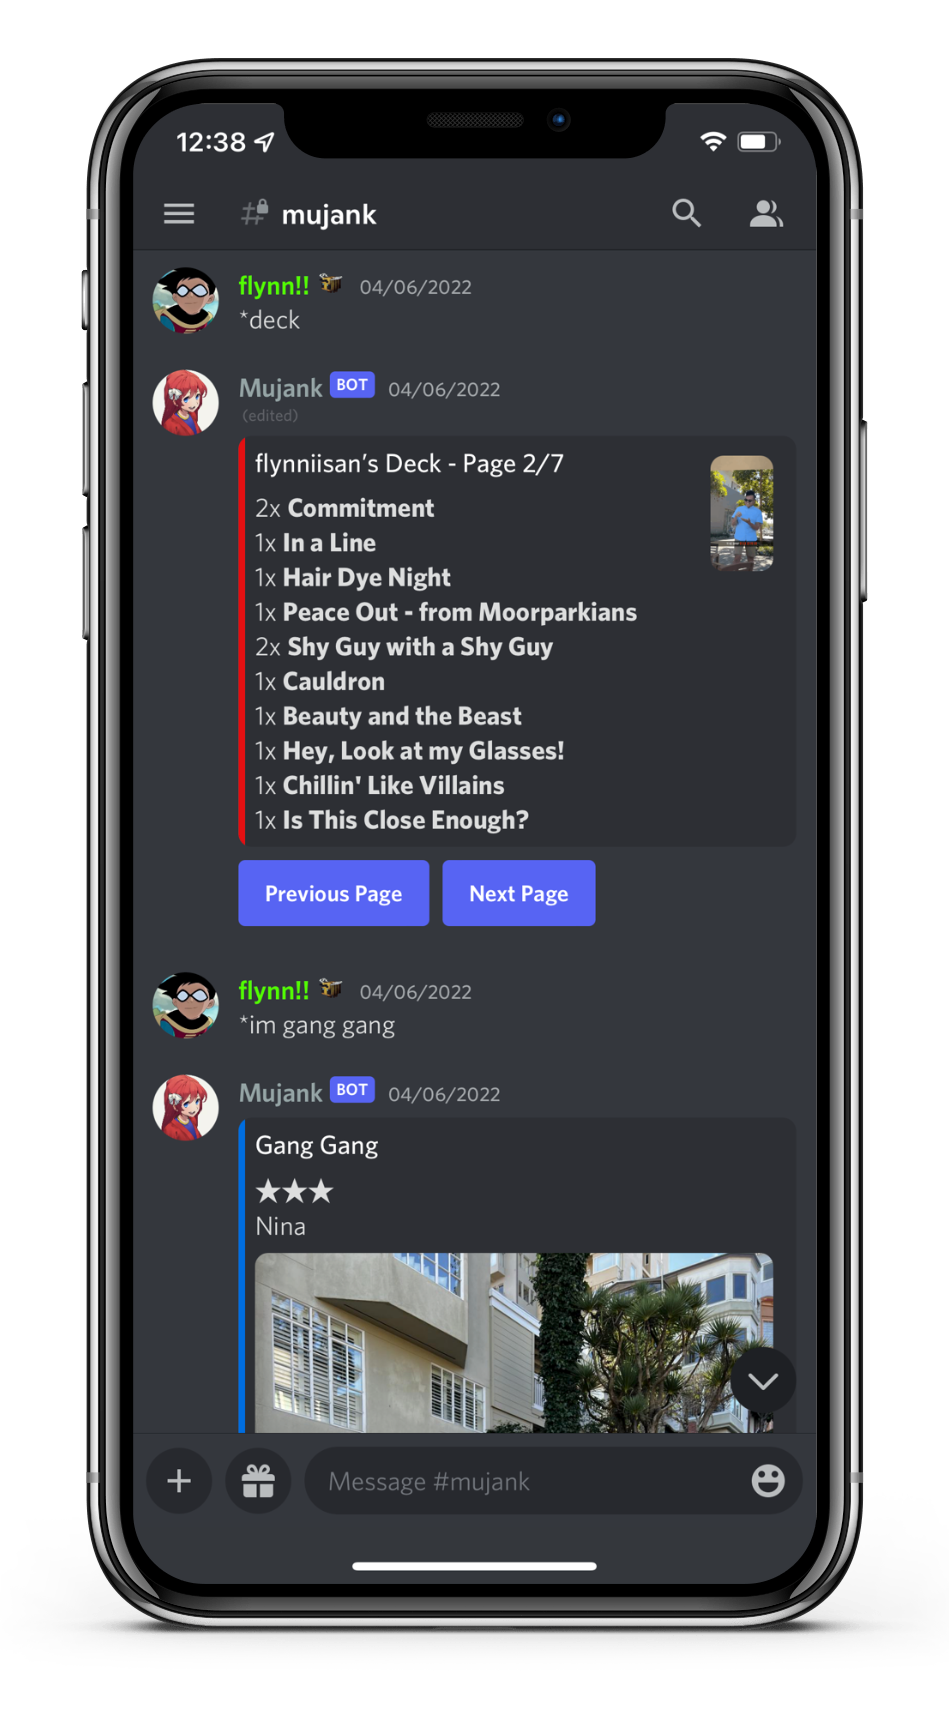 12:38
mujank
flynn!! 04/06/2022
*deck
Mujank BOT 04/06/2022
(edited)
flynniisan's Deck - Page 2/7
2x Commitment
1x In a Line
1x Hair Dye Night
1x Peace Out - from Moorparkians
2x Shy Guy with a Shy Guy
1x Cauldron
1x Beauty and the Beast
1x Hey, Look at my Glasses!
1x Chillin' Like Villains
1x Is This Close Enough?
Previous Page Next Page
flynn!! 04/06/2022
*im gang gang
Mujank BOT 04/06/2022
Gang Gang
★★★
Nina
Message #mujank